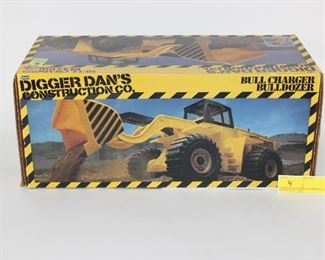 DIGGER DAN'S
CONSTRUCTION CO.
BULL CHARGER
BULLDOZER
4